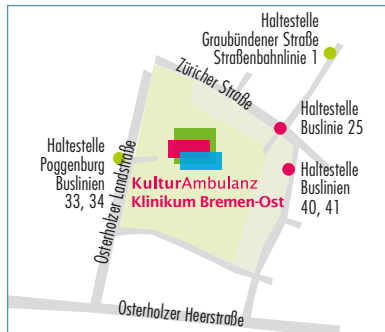 Haltestelle
Graubündener Straße
Straßenbahnlinie 1
Züricher Straße
Haltestelle
Buslinie 25
Haltestelle
Poggenburg
Buslinien
33, 34
Haltestelle
Buslinien
40, 41
KulturAmbulanz
Klinikum Bremen-Ost
Osterholzer Landstraße
Osterholzer Heerstraße